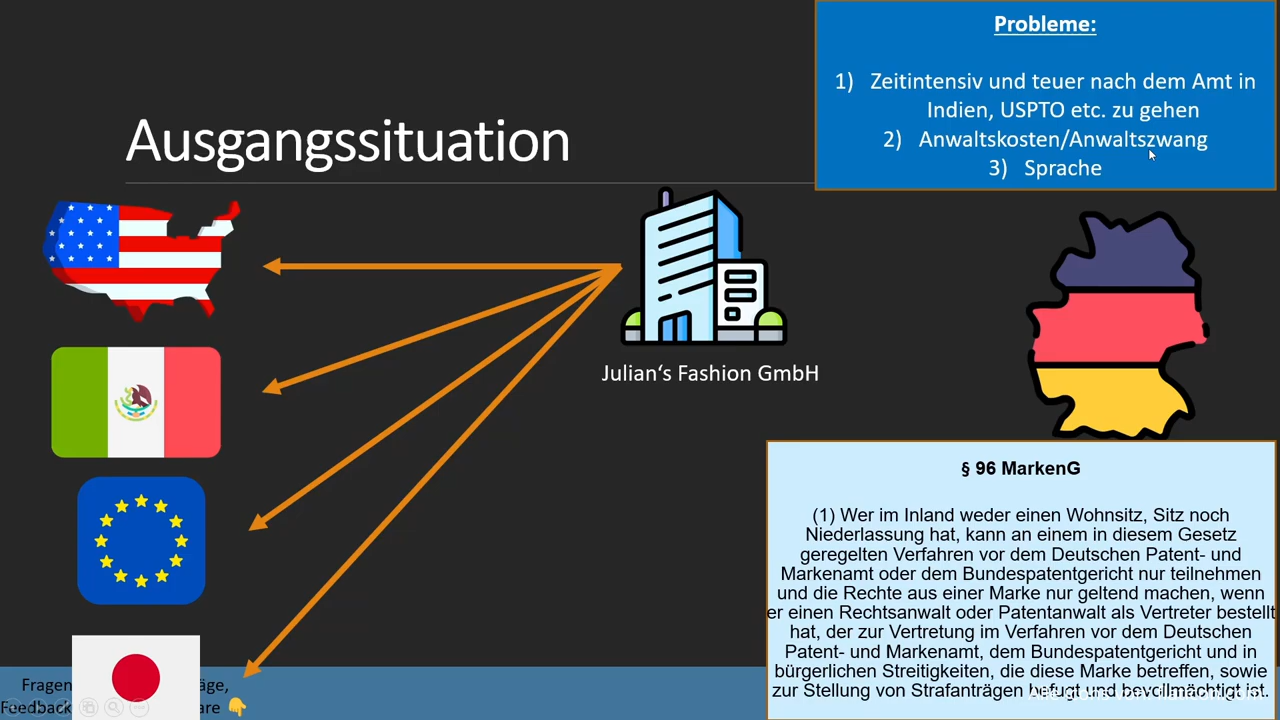 Probleme:
1) Zeitintensiv und teuer nach dem Amt in
Indien, USPTO etc. zu gehen
2) Anwaltskosten/Anwaltszwang
3) Sprache
Ausgangssituation
Julian‘s Fashion GmbH
§ 96 MarkenG
(1) Wer im Inland weder einen Wohnsitz, Sitz noch
Niederlassung hat, kann an einem in diesem Gesetz
geregelten Verfahren vor dem Deutschen Patent- und
Markenamt oder dem Bundespatentgericht nur teilnehmen
und die Rechte aus einer Marke nur geltend machen, wenn
er einen Rechtsanwalt oder Patentanwalt als Vertreter bestellt
hat, der zur Vertretung im Verfahren vor dem Deutschen
Patent- und Markenamt, dem Bundespatentgericht und in
bürgerlichen Streitigkeiten, die diese Marke betreffen, sowie
zur Stellung von Strafanträgen befugt und bevollmächtigt ist.
Fragen
Feedback